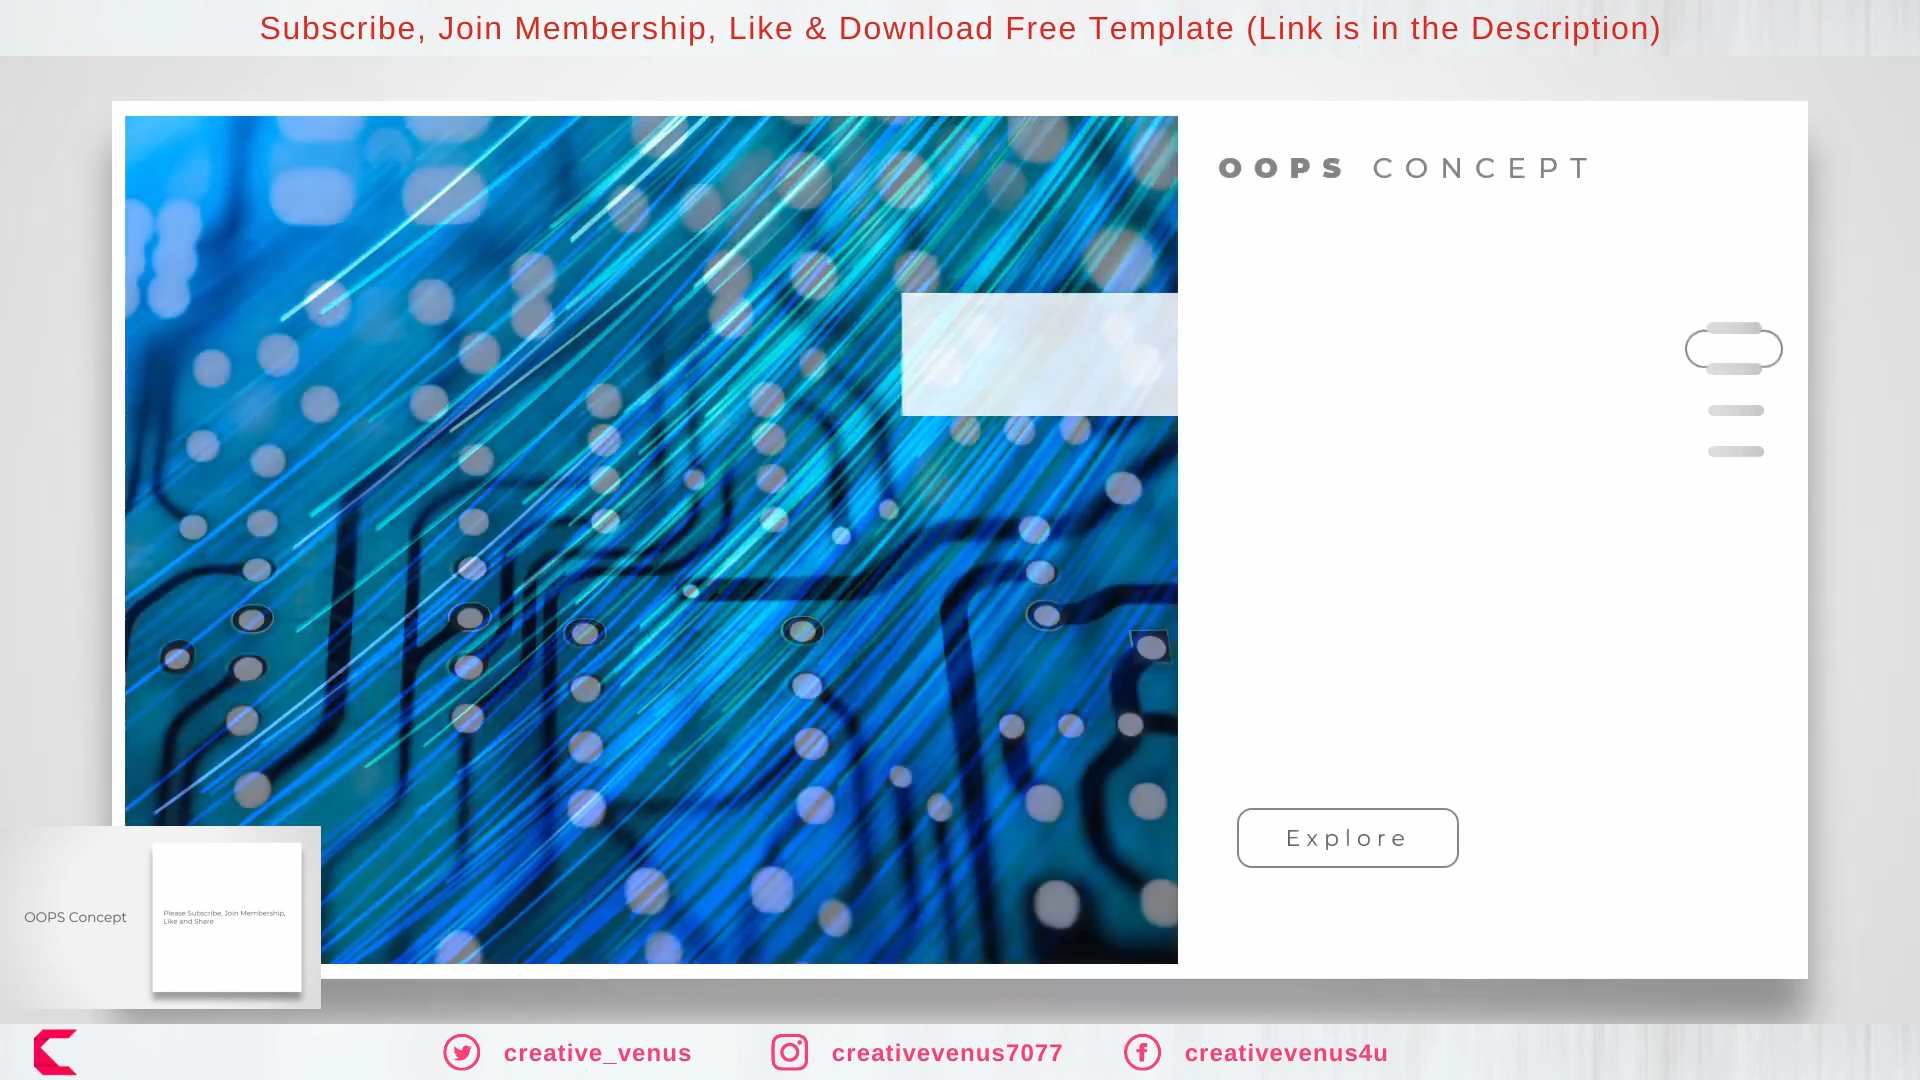 Subscribe, Join Membership, Like & Download Free Template (Link is in the Description)
OOPS CONCEPT
Explore
OOPS Concept
Please Subscribe, Join Membership,
Like and Share
creative_venus
creativevenus7077
creativevenus4u